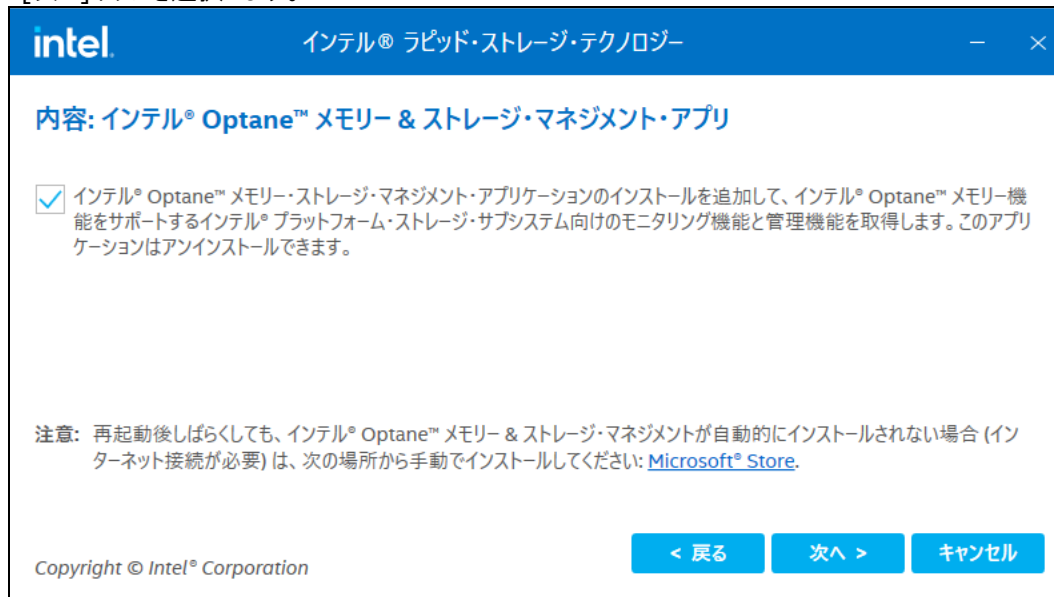 intel.
インテル® ラピッド・ストレージ・テクノロジー
内容: インテル® Optane™ メモリー & ストレージ・マネジメント・アプリ
インテル® Optane™ メモリー・ストレージ・マネジメント・アプリケーションのインストールを追加して、インテル® Optane™ メモリー機
能をサポートするインテル® プラットフォーム・ストレージ・サブシステム向けのモニタリング機能と管理機能を取得します。このアプリ
ケーションはアンインストールできます。
注意: 再起動後しばらくしても、インテル® Optane™ メモリー & ストレージ・マネジメントが自動的にインストールされない場合 (イン
ターネット接続が必要) は、次の場所から手動でインストールしてください: Microsoft® Store.
< 戻る 次へ > キャンセル
Copyright © Intel® Corporation